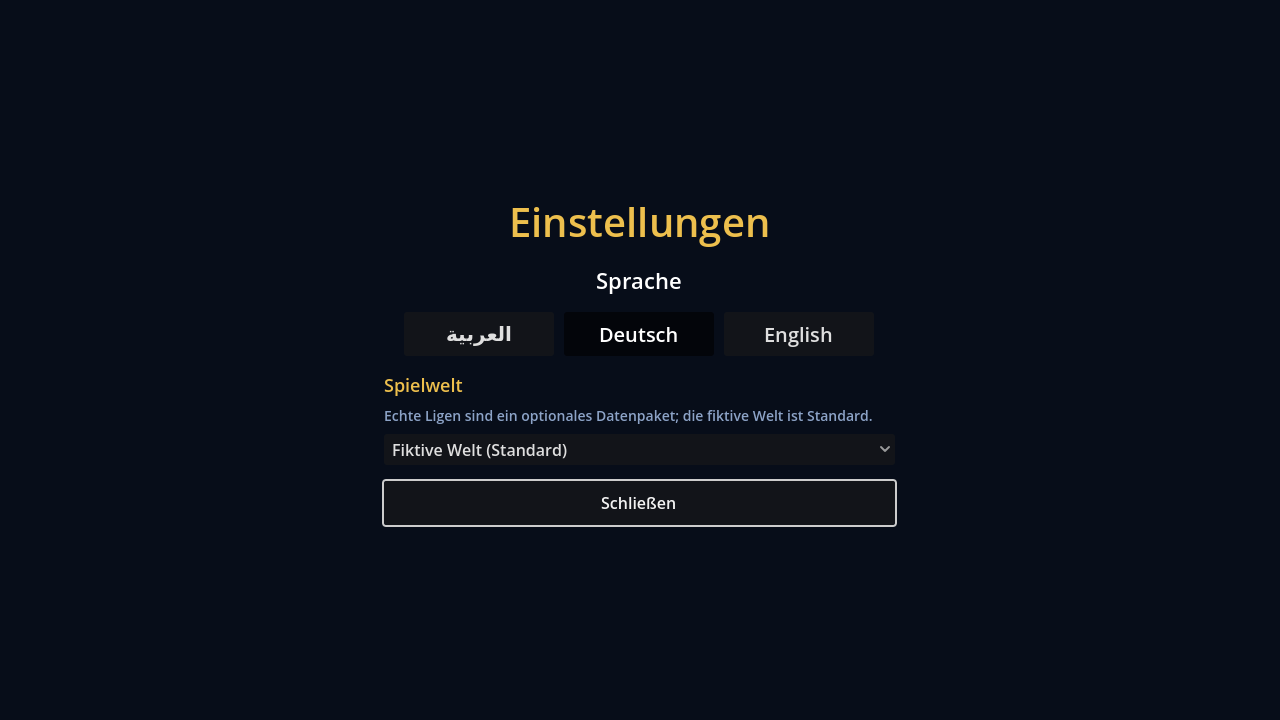 Einstellungen
Sprache
العربية
Deutsch
English
Spielwelt
Echte Ligen sind ein optionales Datenpaket; die fiktive Welt ist Standard.
Fiktive Welt (Standard)
Schließen